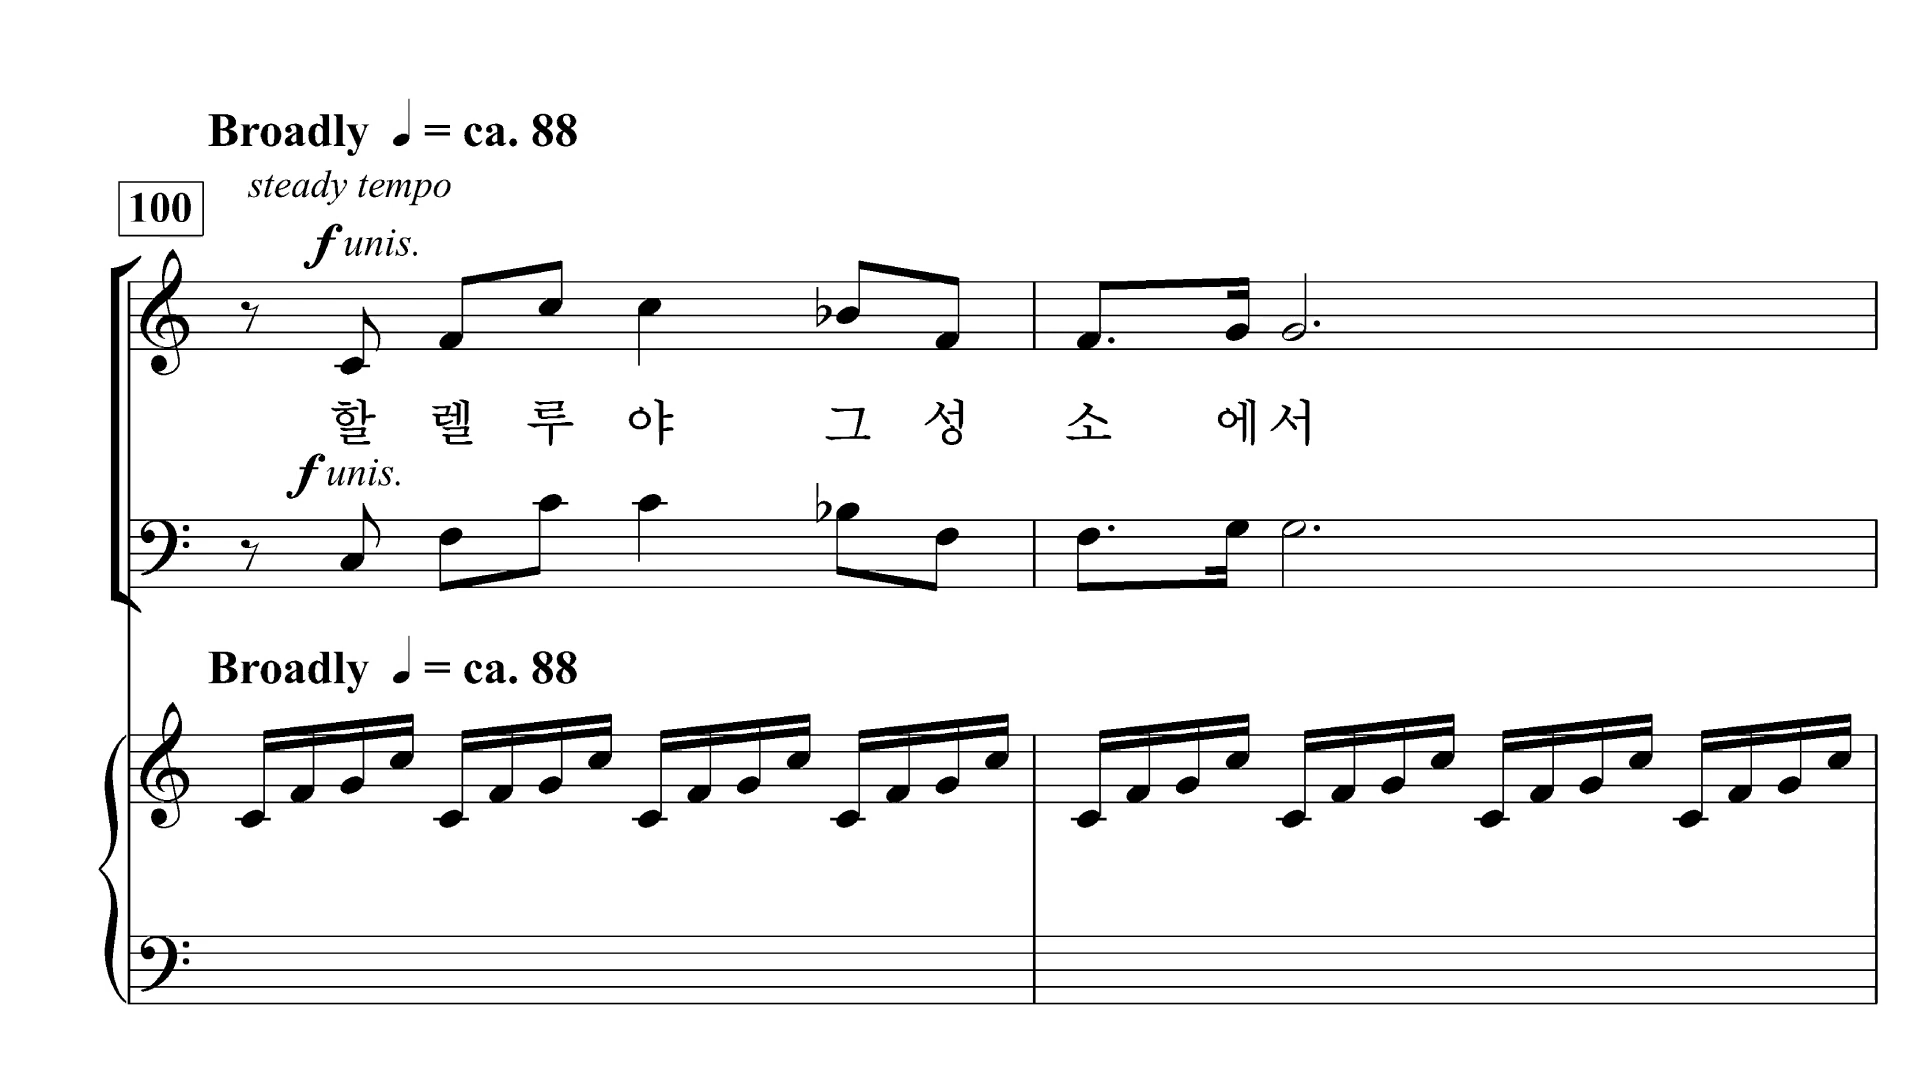 Broadly ♩ = ca. 88
steady tempo
100
f unis.
할 렐 루 야 그 성 소 에 서
f unis.
Broadly ♩ = ca. 88